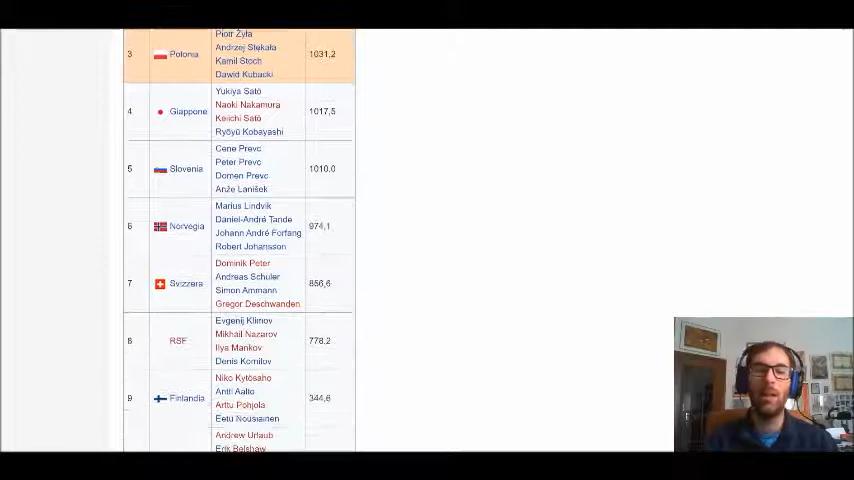 Piotr Żyła
3 Polonia Andrzej Stękała 1031,2
Kamil Stoch
Dawid Kubacki
Yukiya Satō
4 Giappone Naoki Nakamura 1017,5
Keiichi Satō
Ryōyū Kobayashi
Cene Prevc
5 Slovenia Peter Prevc 1010,0
Domen Prevc
Anže Lanišek
Marius Lindvik
6 Norvegia Daniel-André Tande 974,1
Johann André Forfang
Robert Johansson
Dominik Peter
7 Svizzera Andreas Schuler 856,6
Simon Ammann
Gregor Deschwanden
Evgenij Klimov
8 RSF Mikhail Nazarov 778,2
Ilya Mankov
Denis Kornilov
Niko Kytösaho
9 Finlandia Antti Aalto 344,6
Arttu Pohjola
Eetu Nousiainen
Andrew Urlaub
Erik Belshaw